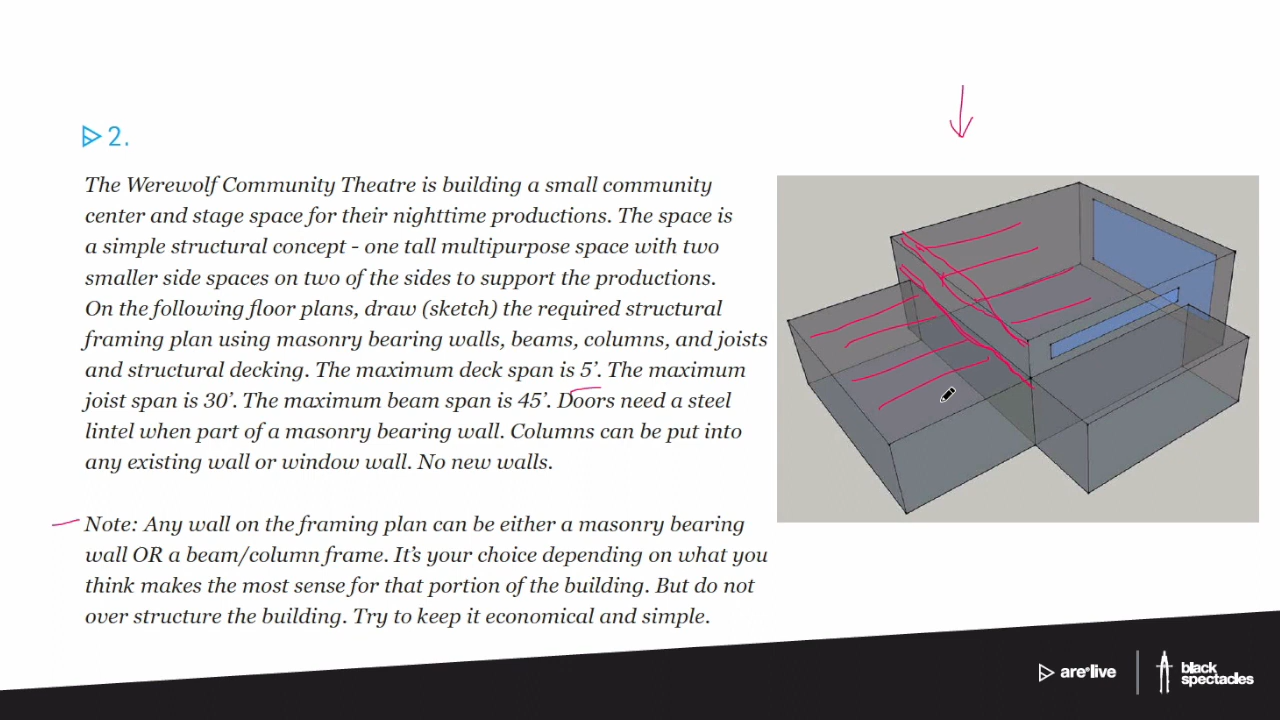 2.
The Werewolf Community Theatre is building a small community
center and stage space for their nighttime productions. The space is
a simple structural concept - one tall multipurpose space with two
smaller side spaces on two of the sides to support the productions.
On the following floor plans, draw (sketch) the required structural
framing plan using masonry bearing walls, beams, columns, and joists
and structural decking. The maximum deck span is 5’. The maximum
joist span is 30’. The maximum beam span is 45’. Doors need a steel
lintel when part of a masonry bearing wall. Columns can be put into
any existing wall or window wall. No new walls.
Note: Any wall on the framing plan can be either a masonry bearing
wall OR a beam/column frame. It’s your choice depending on what you
think makes the most sense for that portion of the building. But do not
over structure the building. Try to keep it economical and simple.
are®live
black
spectacles